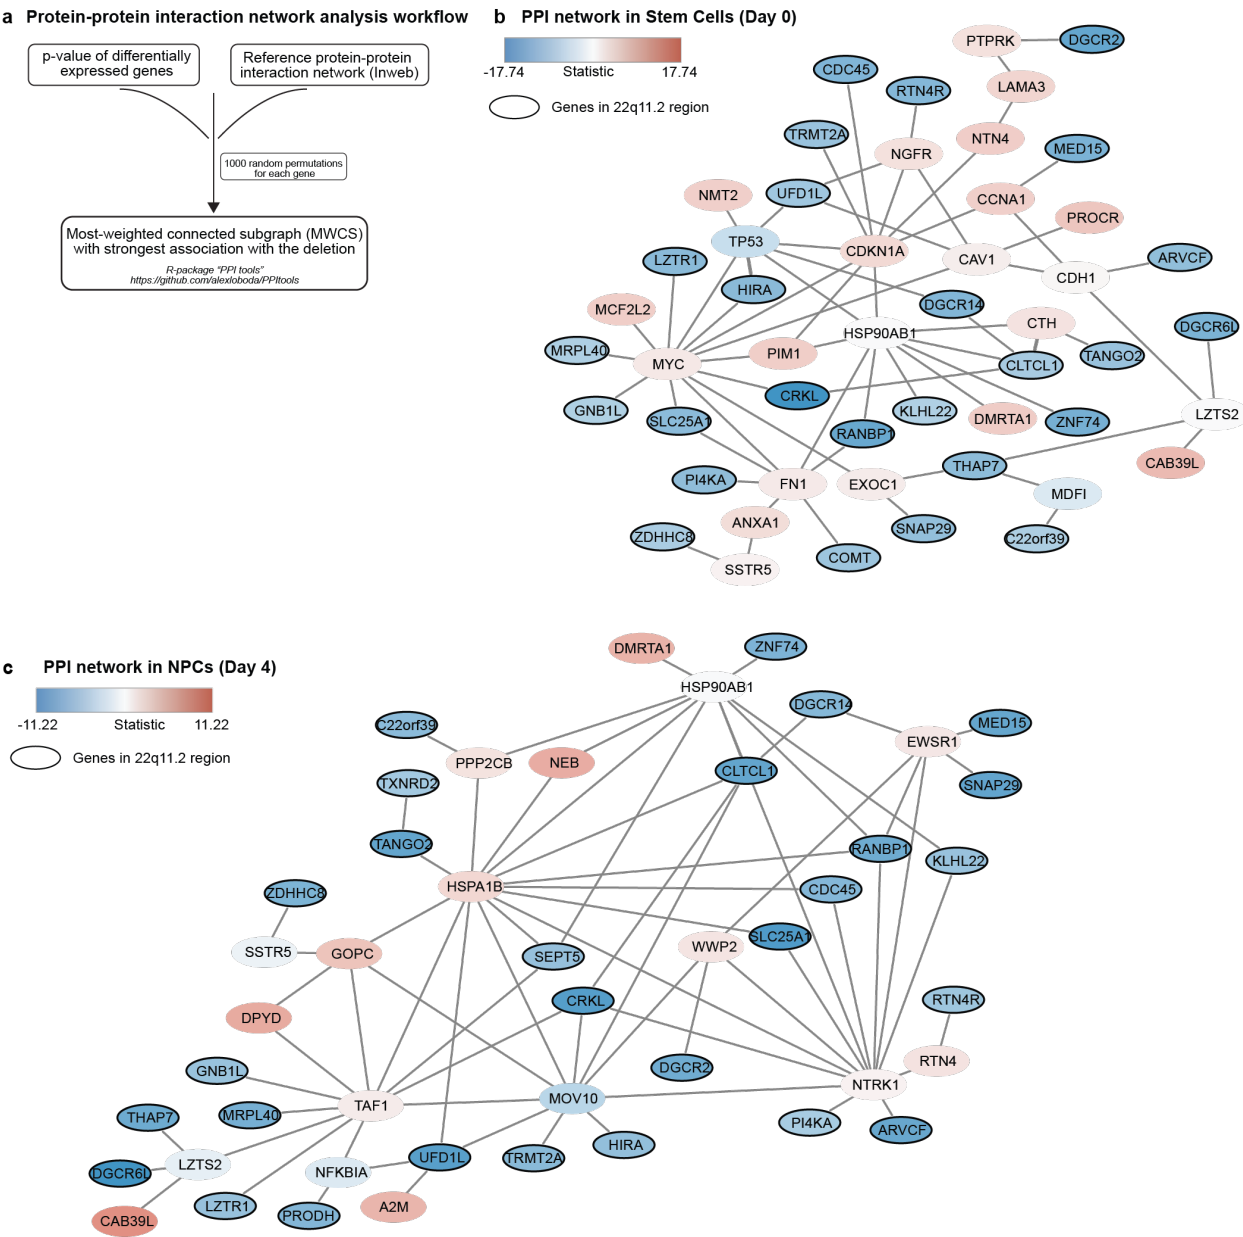 a Protein-protein interaction network analysis workflow
p-value of differentially
expressed genes
Reference protein-protein
interaction network (Inweb)
1000 random permutations
for each gene
Most-weighted connected subgraph (MWCS)
with strongest association with the deletion
R-package “PPI tools”
https://github.com/alexloboda/PPItools
b PPI network in Stem Cells (Day 0)
-17.74 Statistic 17.74
Genes in 22q11.2 region
PTPRK
DGCR2
CDC45
LAMA3
RTN4R
TRMT2A
NTN4
MED15
NGFR
NMT2
UFD1L
CCNA1
PROCR
TP53
CDKN1A
CAV1
LZTR1
ARVCF
CDH1
HIRA
DGCR14
MCF2L2
CTH
DGCR6L
HSP90AB1
MRPL40
PIM1
TANGO2
MYC
CLTCL1
CRKL
GNB1L
KLHL22
LZTS2
SLC25A1
DMRTA1
ZNF74
RANBP1
CAB39L
THAP7
PI4KA
FN1
EXOC1
MDFI
ANXA1
SNAP29
ZDHHC8
C22orf39
COMT
SSTR5
c PPI network in NPCs (Day 4)
-11.22 Statistic 11.22
Genes in 22q11.2 region
DMRTA1
ZNF74
HSP90AB1
DGCR14
C22orf39
MED15
EWSR1
PPP2CB
NEB
CLTCL1
TXNRD2
SNAP29
TANGO2
RANBP1
KLHL22
HSPA1B
CDC45
ZDHHC8
SLC25A1
WWP2
SSTR5
GOPC
SEPT5
CRKL
RTN4R
DPYD
RTN4
DGCR2
GNB1L
NTRK1
MOV10
TAF1
THAP7
MRPL40
PI4KA
ARVCF
HIRA
UFD1L
TRMT2A
LZTS2
DGCR6L
NFKBIA
LZTR1
A2M
PRODH
CAB39L